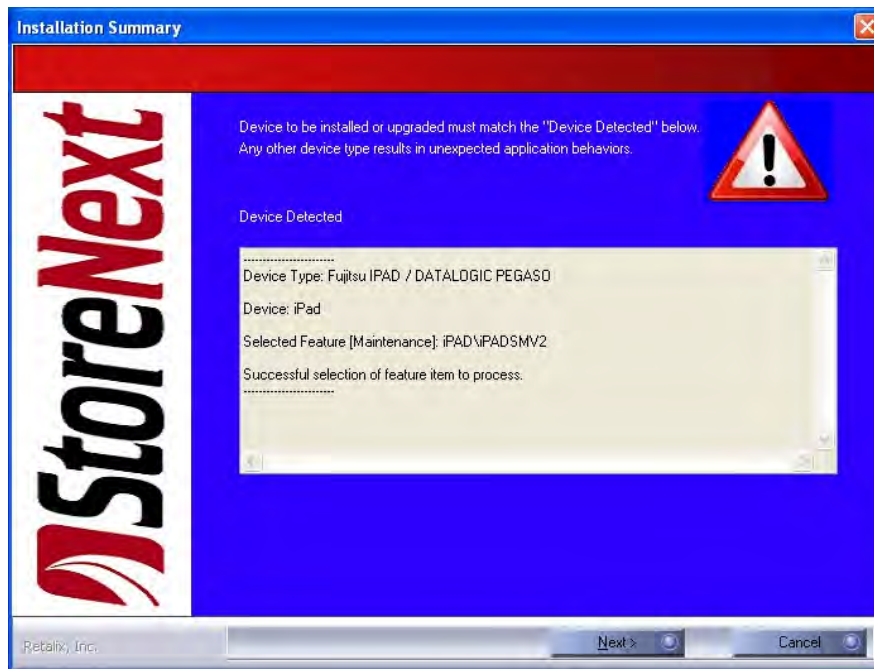 Installation Summary
StoreNext
Device to be installed or upgraded must match the "Device Detected" below.
Any other device type results in unexpected application behaviors.
Device Detected
------------------------
Device Type: Fujitsu IPAD / DATALOGIC PEGASO
Device: iPad
Selected Feature [Maintenance]: iPAD\iPADSMV2
Successful selection of feature item to process.
------------------------
Retalix, Inc.
Next >
Cancel